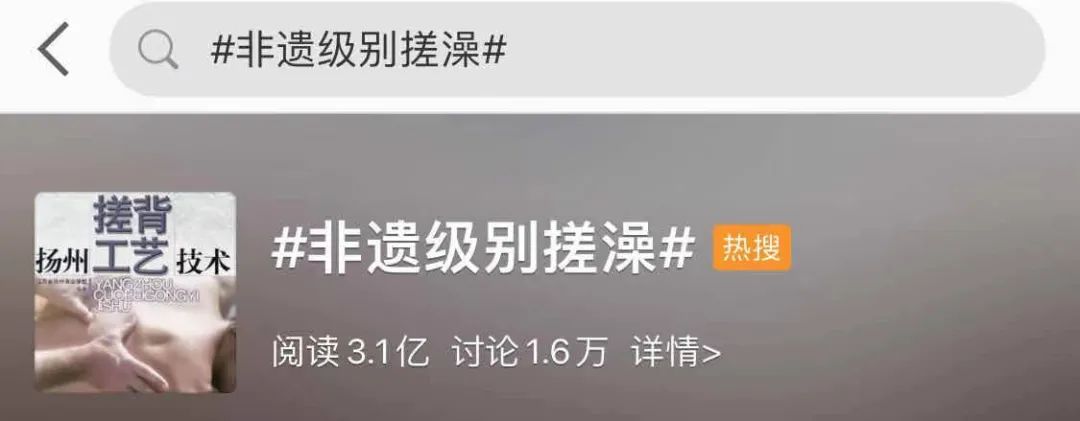 #非遗级别搓澡#
搓背
扬州 工艺 技术
YANGZHOU
CUOBEIGONGYI
JISHU
#非遗级别搓澡# 热搜
阅读3.1亿 讨论1.6万 详情>